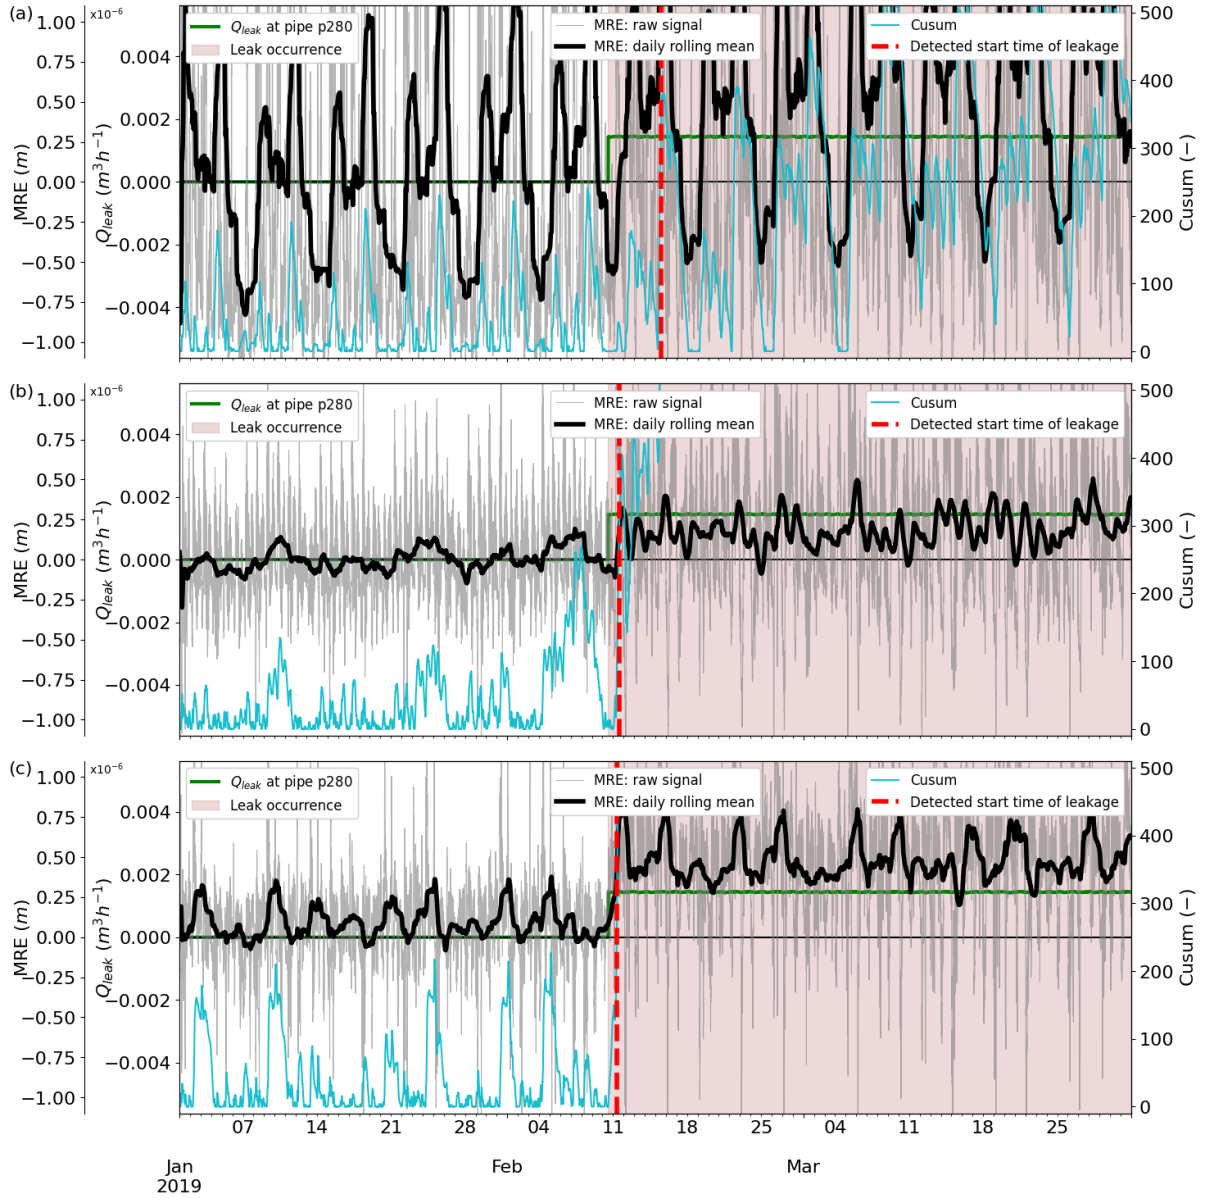 (a)
1.00
0.75
0.50
0.25
0.00
−0.25
−0.50
−0.75
−1.00
MRE (m)
x10⁻⁶
0.004
0.002
0.000
−0.002
−0.004
Q_leak (m³h⁻¹)
Q_leak at pipe p280
Leak occurrence
MRE: raw signal
MRE: daily rolling mean
Cusum
Detected start time of leakage
500
400
300
200
100
0
Cusum (−)
(b)
1.00
0.75
0.50
0.25
0.00
−0.25
−0.50
−0.75
−1.00
MRE (m)
x10⁻⁶
0.004
0.002
0.000
−0.002
−0.004
Q_leak (m³h⁻¹)
Q_leak at pipe p280
Leak occurrence
MRE: raw signal
MRE: daily rolling mean
Cusum
Detected start time of leakage
500
400
300
200
100
0
Cusum (−)
(c)
1.00
0.75
0.50
0.25
0.00
−0.25
−0.50
−0.75
−1.00
MRE (m)
x10⁻⁶
0.004
0.002
0.000
−0.002
−0.004
Q_leak (m³h⁻¹)
Q_leak at pipe p280
Leak occurrence
MRE: raw signal
MRE: daily rolling mean
Cusum
Detected start time of leakage
500
400
300
200
100
0
Cusum (−)
07 14 21 28 04 11 18 25 04 11 18 25
Jan Feb Mar
2019